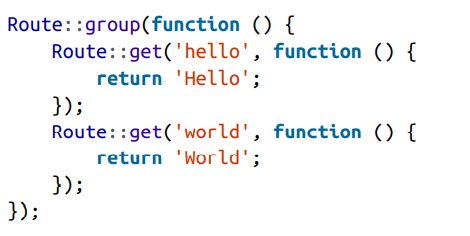 Route::group(function () {
    Route::get('hello', function () {
        return 'Hello';
    });
    Route::get('world', function () {
        return 'World';
    });
});